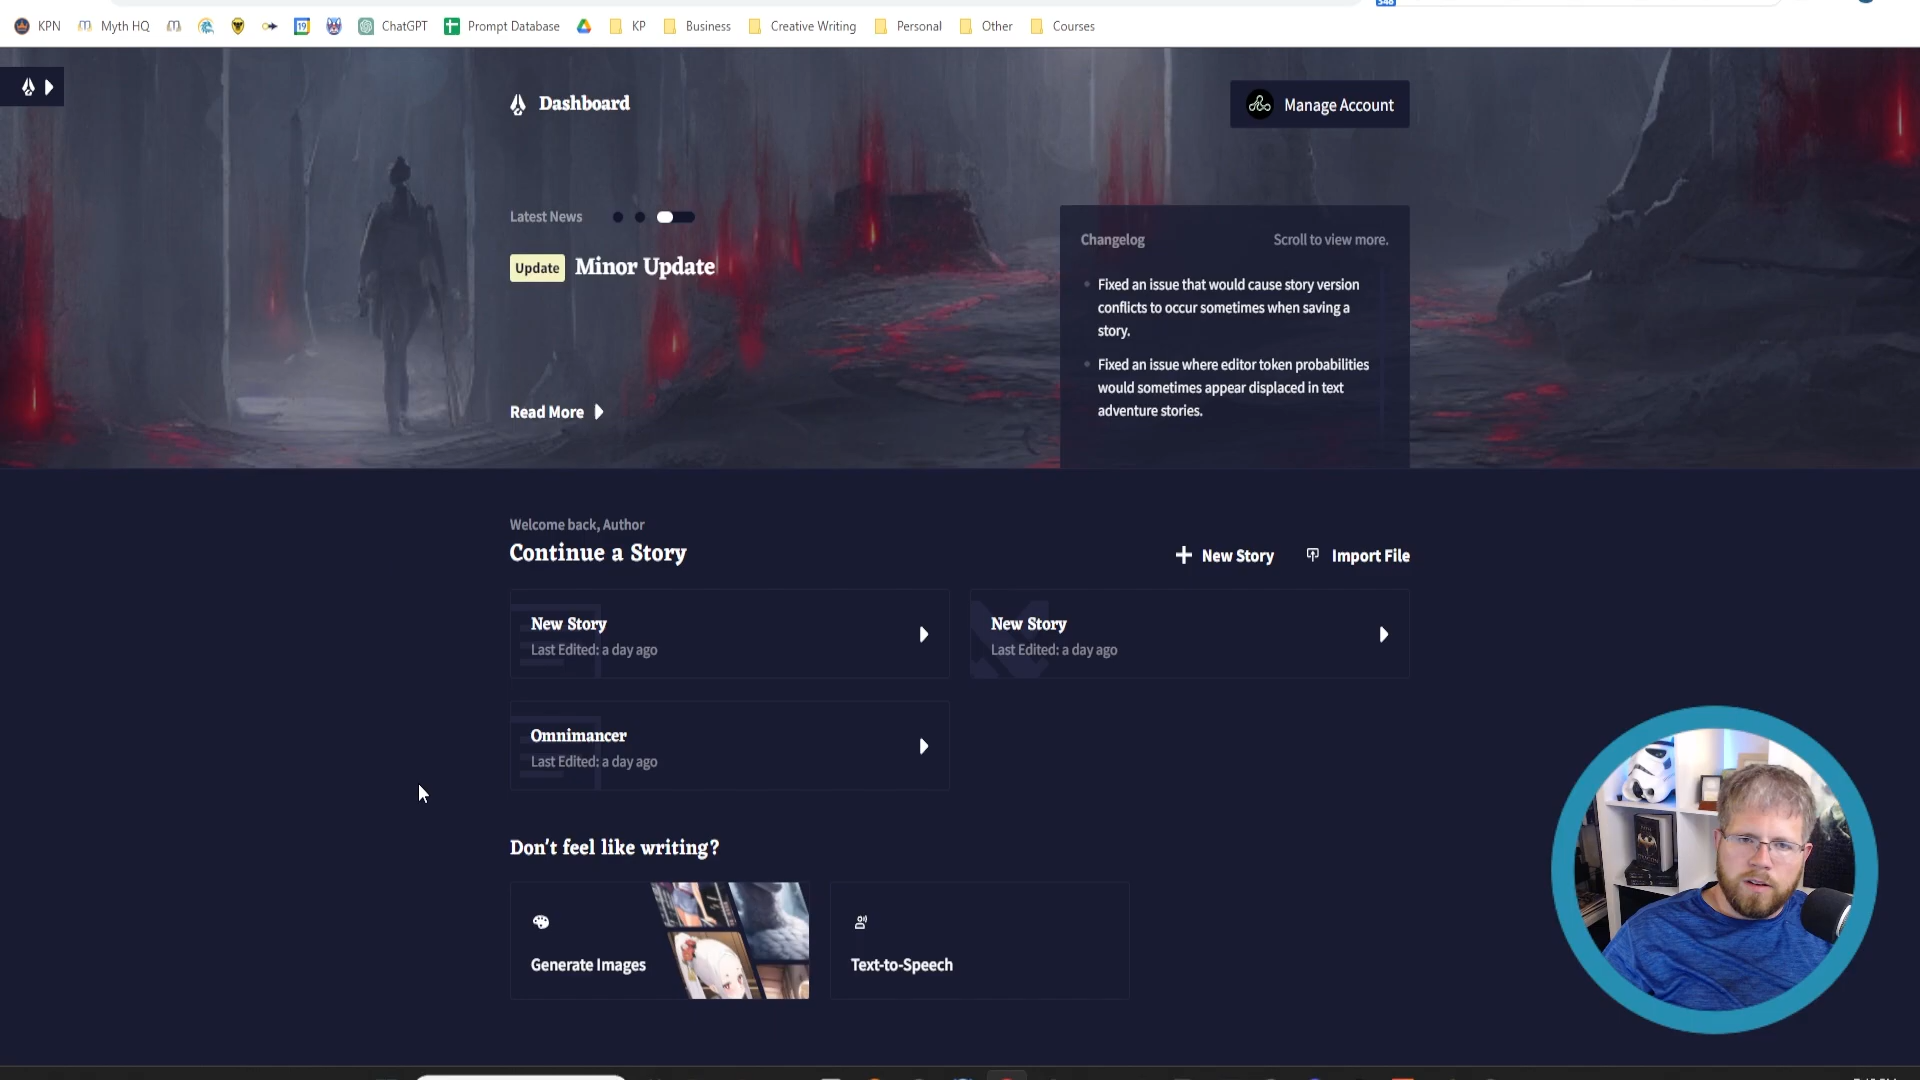 KPN
Myth HQ
ChatGPT
Prompt Database
KP
Business
Creative Writing
Personal
Other
Courses
Dashboard
Manage Account
Latest News
Update Minor Update
Read More
Changelog
Scroll to view more.
Fixed an issue that would cause story version
conflicts to occur sometimes when saving a
story.
Fixed an issue where editor token probabilities
would sometimes appear displaced in text
adventure stories.
Welcome back, Author
Continue a Story
New Story
Import File
New Story
Last Edited: a day ago
New Story
Last Edited: a day ago
Omnimancer
Last Edited: a day ago
Don't feel like writing?
Generate Images
Text-to-Speech